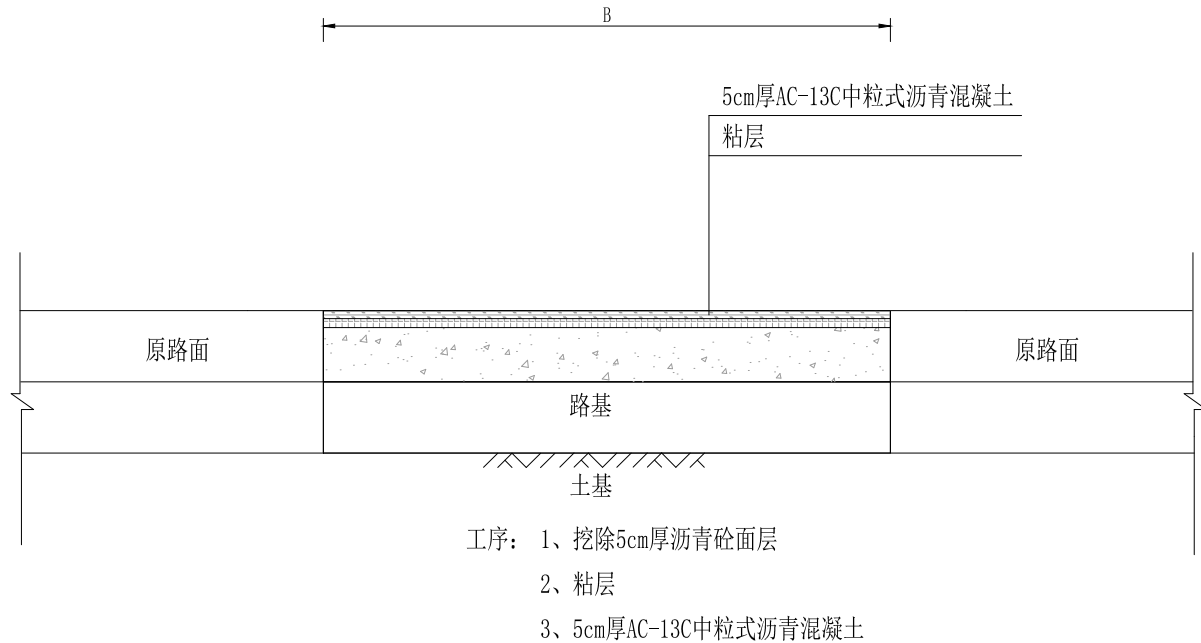 B
5cm厚AC-13C中粒式沥青混凝土
粘层
原路面
原路面
路基
土基
工序： 1、挖除5cm厚沥青砼面层
2、粘层
3、5cm厚AC-13C中粒式沥青混凝土